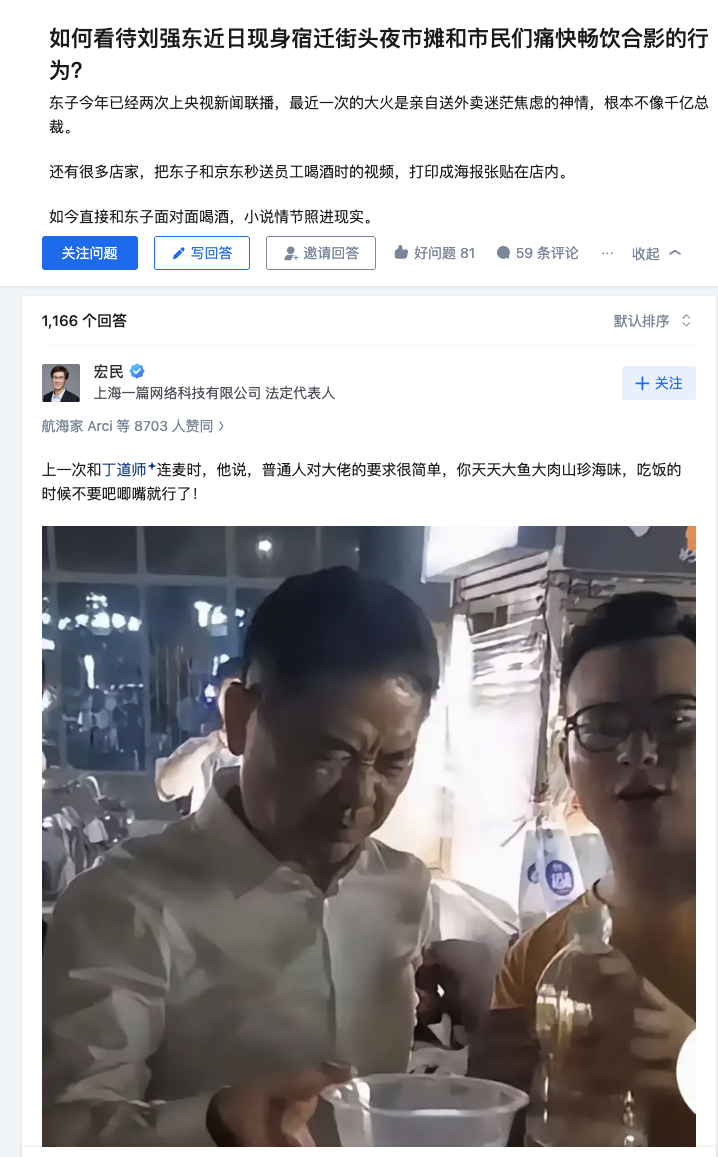 如何看待刘强东近日现身宿迁街头夜市摊和市民们痛快畅饮合影的行
为?
东子今年已经两次上央视新闻联播，最近一次的大火是亲自送外卖迷茫焦虑的神情，根本不像千亿总
裁。
还有很多店家，把东子和京东秒送员工喝酒时的视频，打印成海报张贴在店内。
如今直接和东子面对面喝酒，小说情节照进现实。
关注问题 写回答 邀请回答 好问题 81 59 条评论 ··· 收起
1,166 个回答 默认排序
宏民
上海一篇网络科技有限公司 法定代表人
+ 关注
航海家 Arci 等 8703 人赞同 ›
上一次和丁道师连麦时，他说，普通人对大佬的要求很简单，你天天大鱼大肉山珍海味，吃饭的
时候不要吧唧嘴就行了！